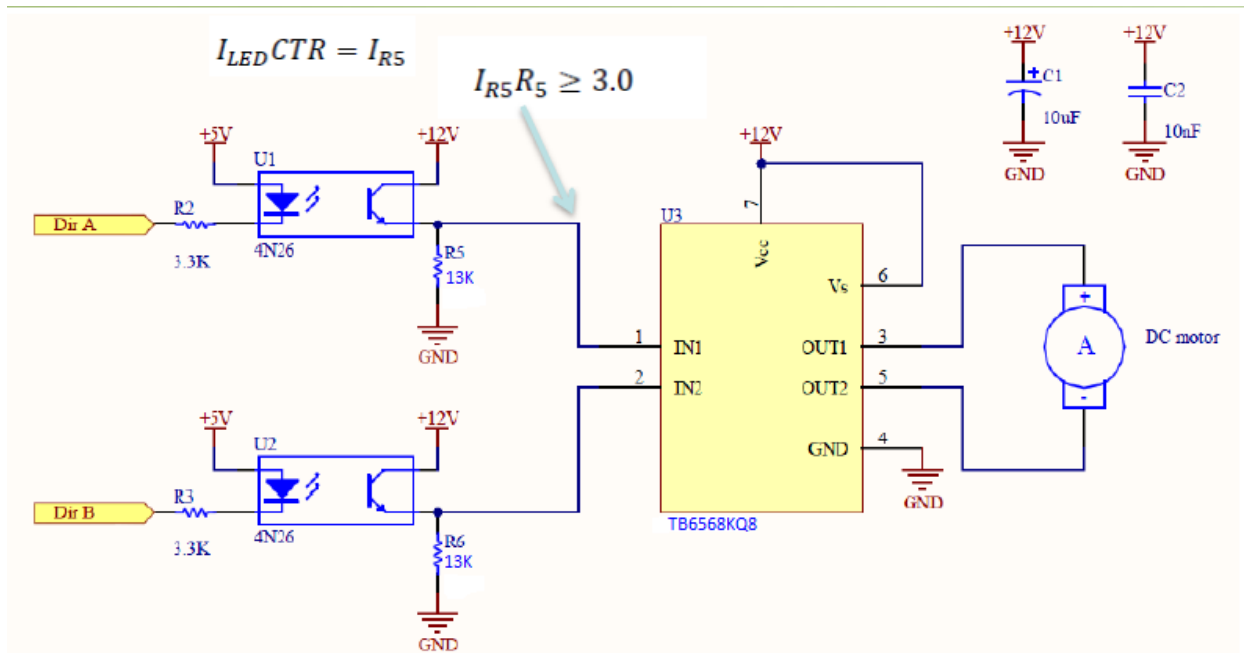 I_LED CTR = I_R5
I_R5 R_5 ≥ 3.0
+12V
+12V
C1
C2
10uF
10nF
GND
GND
+5V
+12V
+12V
U1
R2
Dir A
3.3K
4N26
R5
13K
GND
U3
7
Vcc
Vs
6
1
IN1
OUT1
3
2
IN2
OUT2
5
GND
4
GND
TB6568KQ8
+
A
-
DC motor
+5V
+12V
U2
R3
Dir B
3.3K
4N26
R6
13K
GND